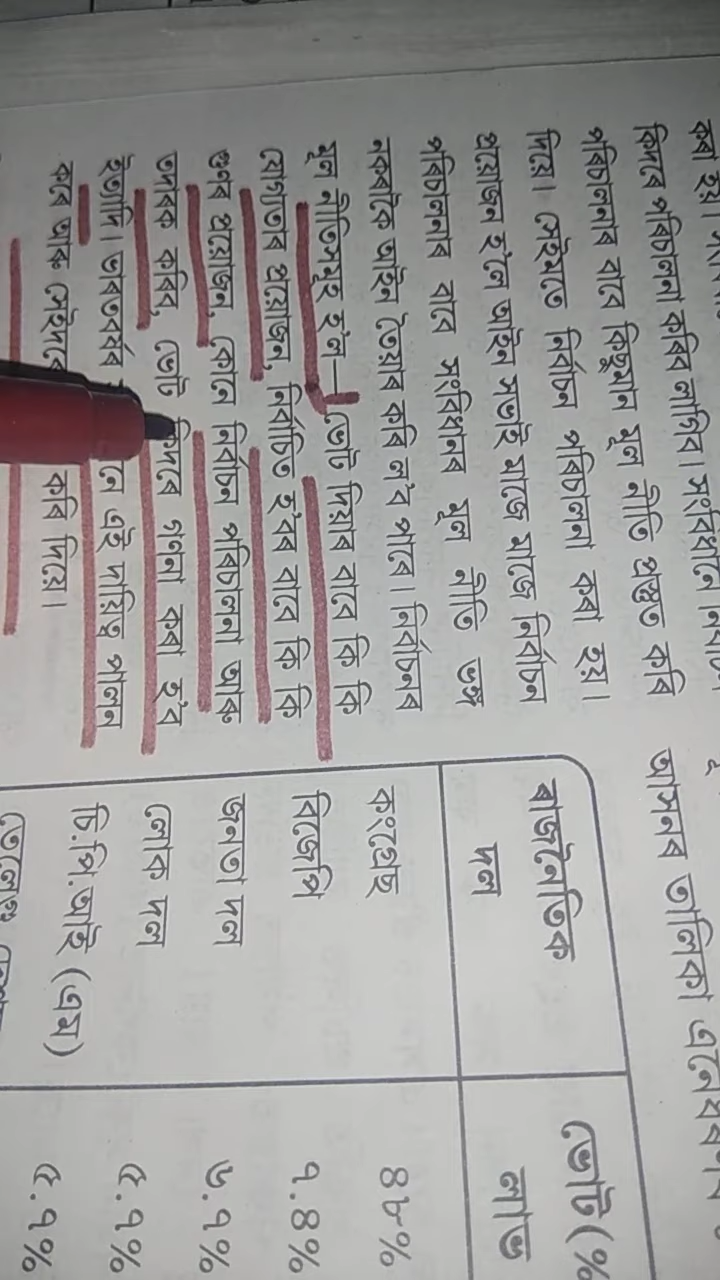 কৰা হয়।
কিদৰে পৰিচালনা কৰিব লাগিব। সংবিধানে নিৰ্বাচন
পৰিচালনাৰ বাবে কিছুমান মূল নীতি প্ৰস্তুত কৰি
দিয়ে। সেইমতে নিৰ্বাচন পৰিচালনা কৰা হয়।
প্ৰয়োজন হ'লে আইন সভাই মাজে মাজে নিৰ্বাচন
পৰিচালনাৰ বাবে সংবিধানৰ মূল নীতি ভঙ্গ
নকৰাকৈ আইন তৈয়াৰ কৰি ল'ব পাৰে। নিৰ্বাচনৰ
মূল নীতিসমূহ হ'ল— ভোট দিয়াৰ বাবে কি কি
যোগ্যতাৰ প্ৰয়োজন, নিৰ্বাচিত হ'বৰ বাবে কি কি
গুণৰ প্ৰয়োজন, কোনে নিৰ্বাচন পৰিচালনা আৰু
তদাৰক কৰিব, ভোট কিদৰে গণনা কৰা হ'ব
ইত্যাদি। ভাৰতবৰ্ষৰ এই দায়িত্ব পালন
কৰে আৰু কৰি দিয়ে।
আসনৰ তালিকা
ৰাজনৈতিক দল ভোট (% লাভ
কংগ্ৰেছ ৪৮%
বিজেপি ৭.৪%
জনতা দল ৬.৭%
লোক দল ৫.৭%
চি.পি.আই (এম) ৫.৭%
তেলেগু